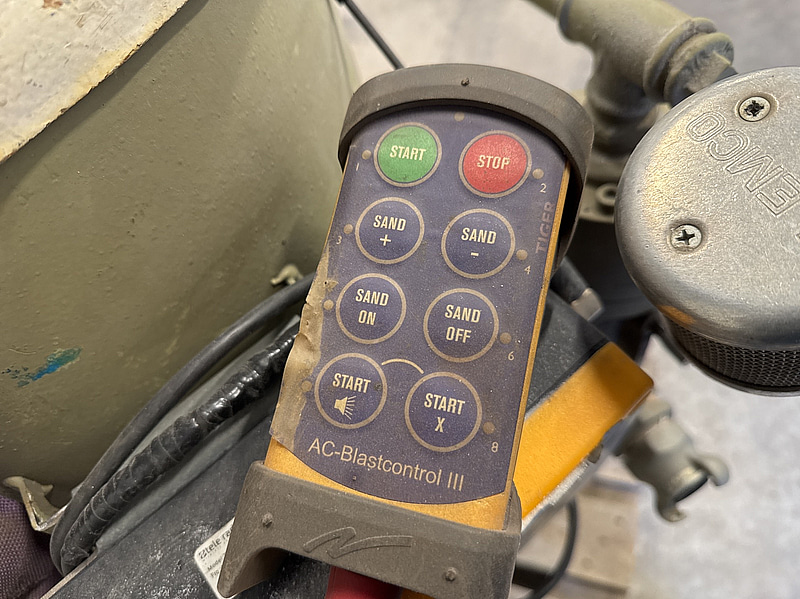 START
STOP
1
2
SAND
+
SAND
-
3
4
SAND
ON
SAND
OFF
6
START
START
X
8
AC-Blastcontrol III
TIGER
EMCO